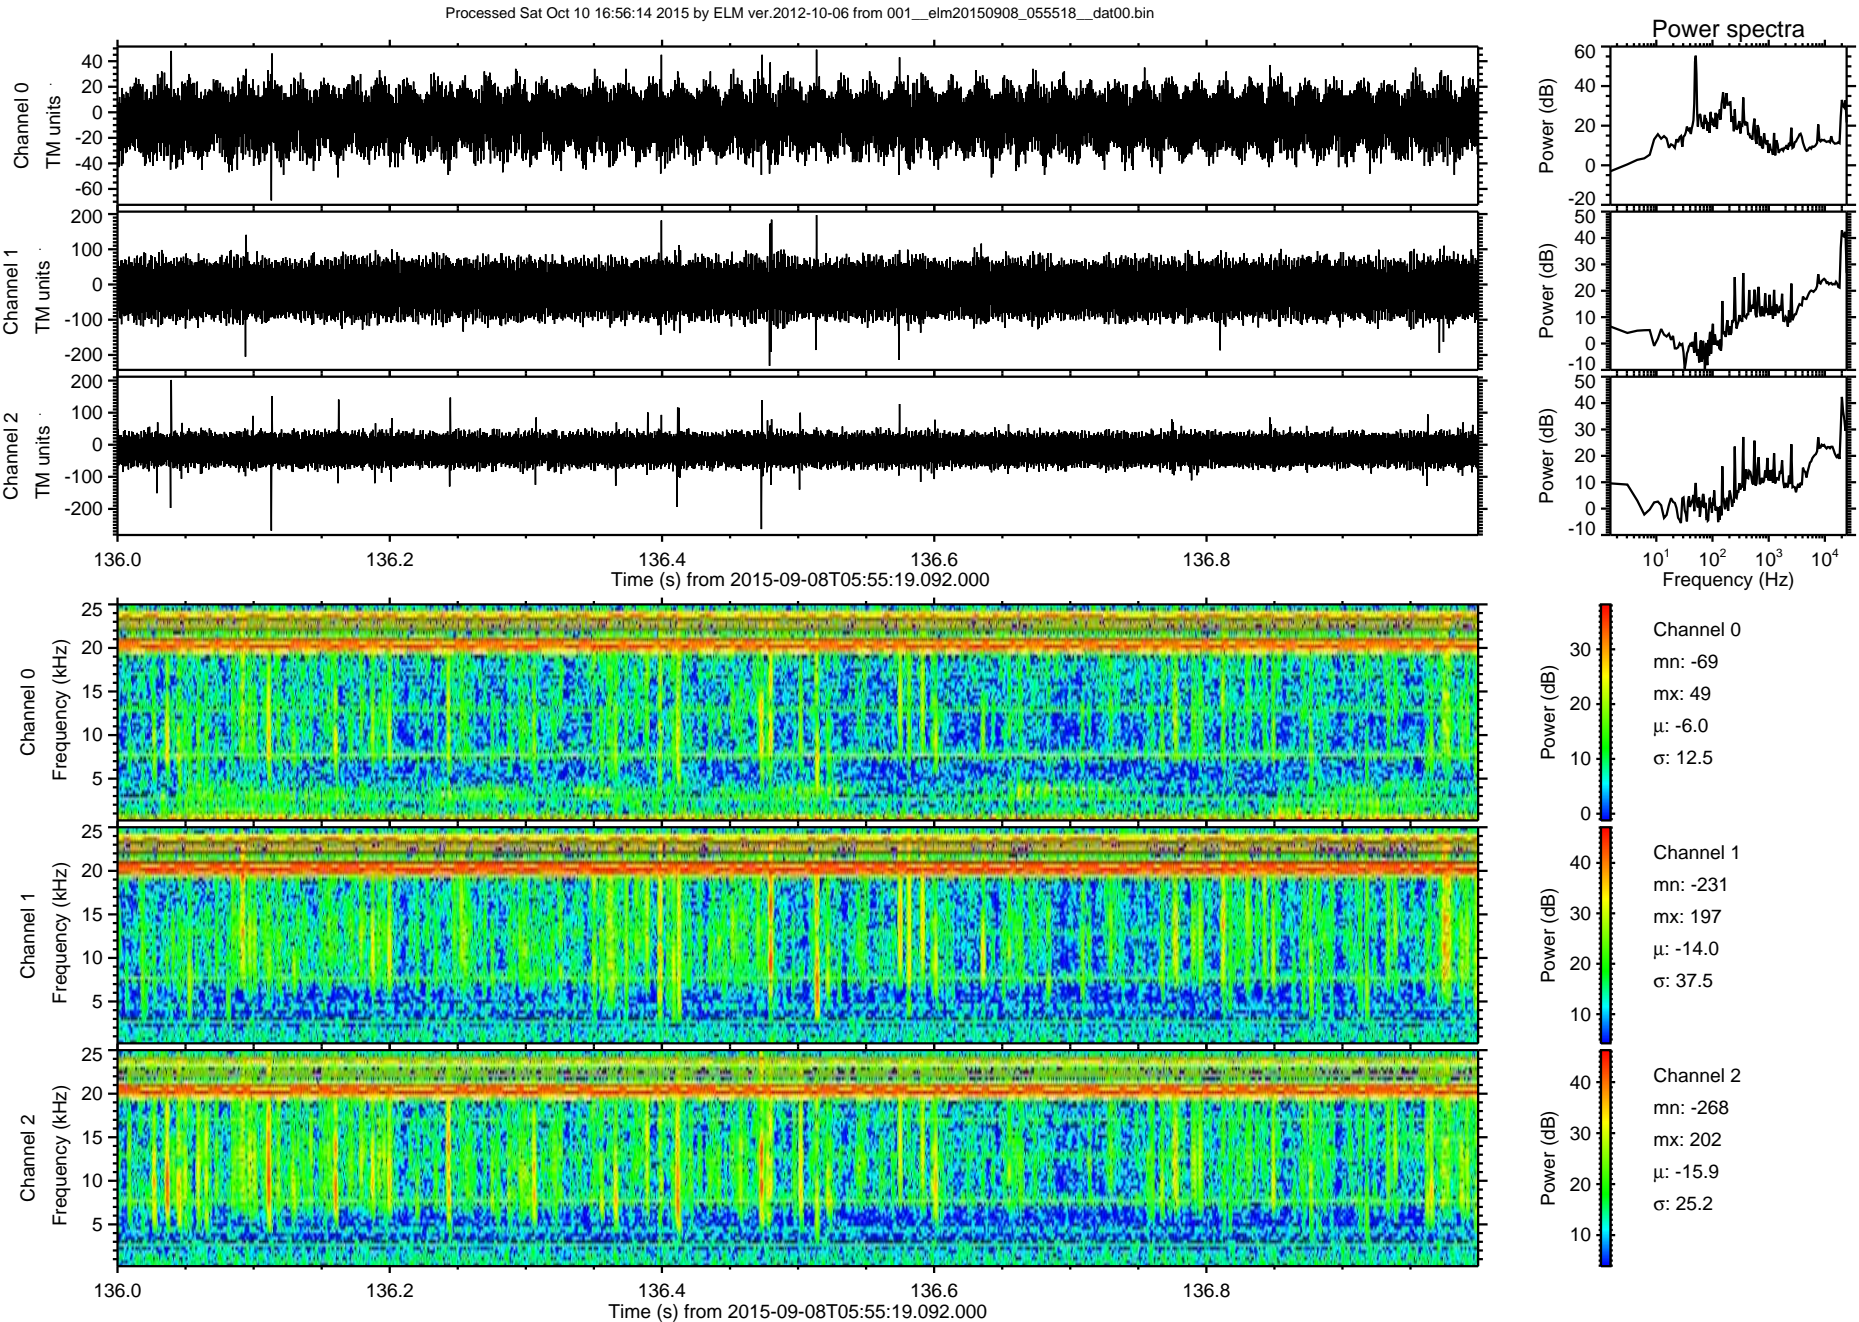 Processed Sat Oct 10 16:56:14 2015 by ELM ver.2012-10-06 from 001__elm20150908_055518__dat00.bin
Power spectra
Channel 0
TM units
40
20
0
-20
-40
-60
Power (dB)
60
40
20
0
-20
Channel 1
TM units
200
100
0
-100
-200
Power (dB)
50
40
30
20
10
0
-10
Channel 2
TM units
200
100
0
-100
-200
Power (dB)
50
40
30
20
10
0
-10
136.0 136.2 136.4 136.6 136.8
Time (s) from 2015-09-08T05:55:19.092.000
10¹ 10² 10³ 10⁴
Frequency (Hz)
Channel 0
Frequency (kHz)
25
20
15
10
5
Power (dB)
30
20
10
0
Channel 0
mn: -69
mx: 49
µ: -6.0
σ: 12.5
Channel 1
Frequency (kHz)
25
20
15
10
5
Power (dB)
40
30
20
10
Channel 1
mn: -231
mx: 197
µ: -14.0
σ: 37.5
Channel 2
Frequency (kHz)
25
20
15
10
5
Power (dB)
40
30
20
10
Channel 2
mn: -268
mx: 202
µ: -15.9
σ: 25.2
136.0 136.2 136.4 136.6 136.8
Time (s) from 2015-09-08T05:55:19.092.000